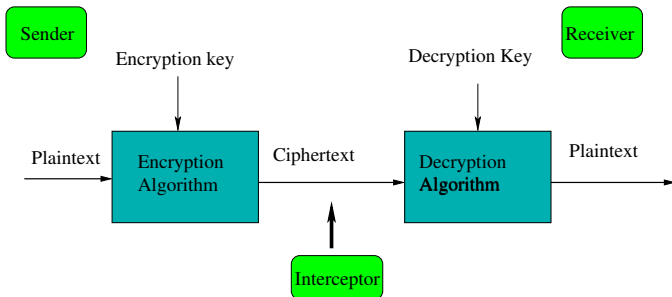 Sender
Receiver
Encryption key
Decryption Key
Plaintext
Encryption
Algorithm
Ciphertext
Decryption
Algorithm
Plaintext
Interceptor